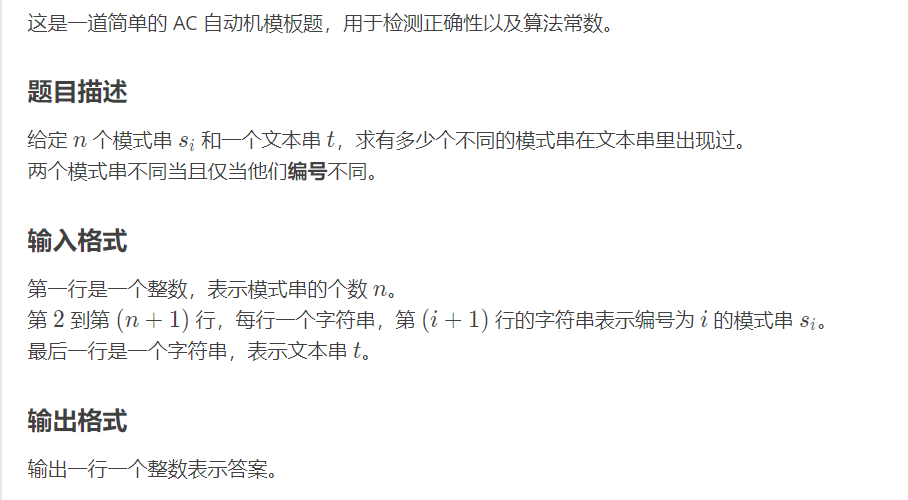 这是一道简单的 AC 自动机模板题，用于检测正确性以及算法常数。
题目描述
给定 n 个模式串 sᵢ 和一个文本串 t，求有多少个不同的模式串在文本串里出现过。
两个模式串不同当且仅当他们编号不同。
输入格式
第一行是一个整数，表示模式串的个数 n。
第 2 到第 (n + 1) 行，每行一个字符串，第 (i + 1) 行的字符串表示编号为 i 的模式串 sᵢ。
最后一行是一个字符串，表示文本串 t。
输出格式
输出一行一个整数表示答案。